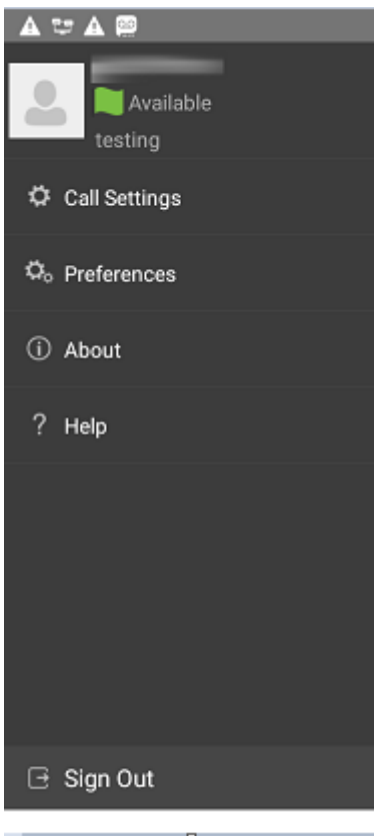 Available
testing
Call Settings
Preferences
About
? Help
Sign Out